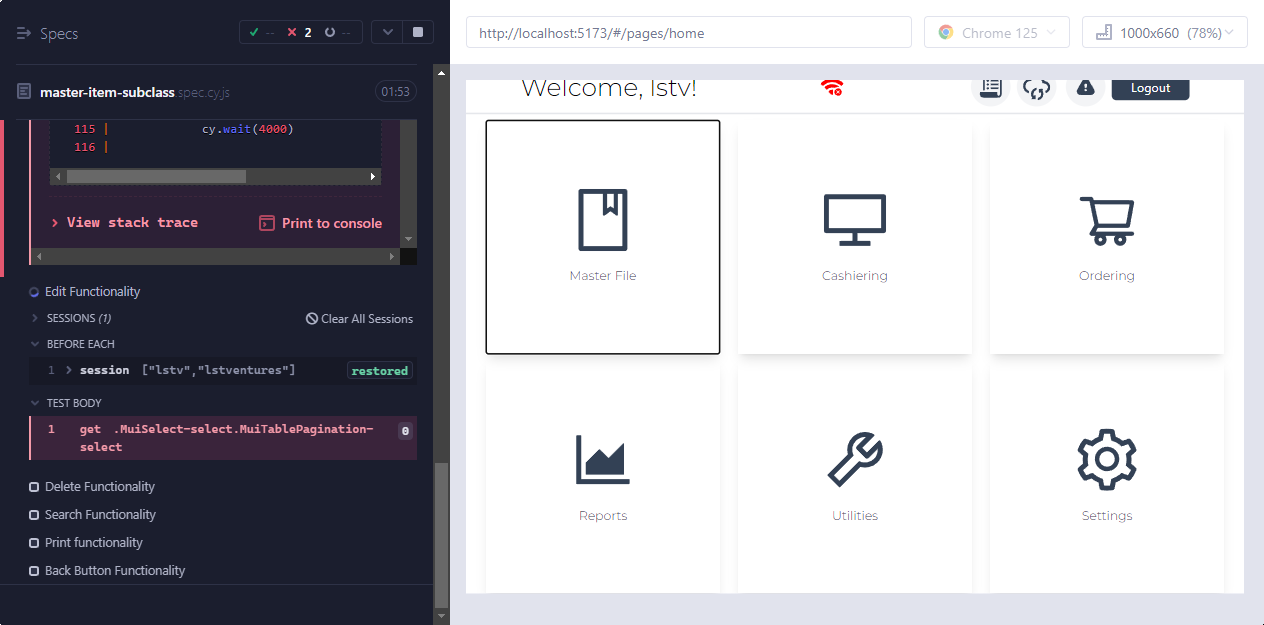 Specs
-- 2 --
master-item-subclass.spec.cy.js 01:53
115 | cy.wait(4000)
116 |
> View stack trace Print to console
Edit Functionality
SESSIONS (1) Clear All Sessions
BEFORE EACH
1 session ["lstv","lstventures"] restored
TEST BODY
1 get .MuiSelect-select.MuiTablePagination- 0
select
Delete Functionality
Search Functionality
Print functionality
Back Button Functionality
http://localhost:5173/#/pages/home Chrome 125 1000x660 (78%)
Welcome, lstv! Logout
Master File Cashiering Ordering
Reports Utilities Settings